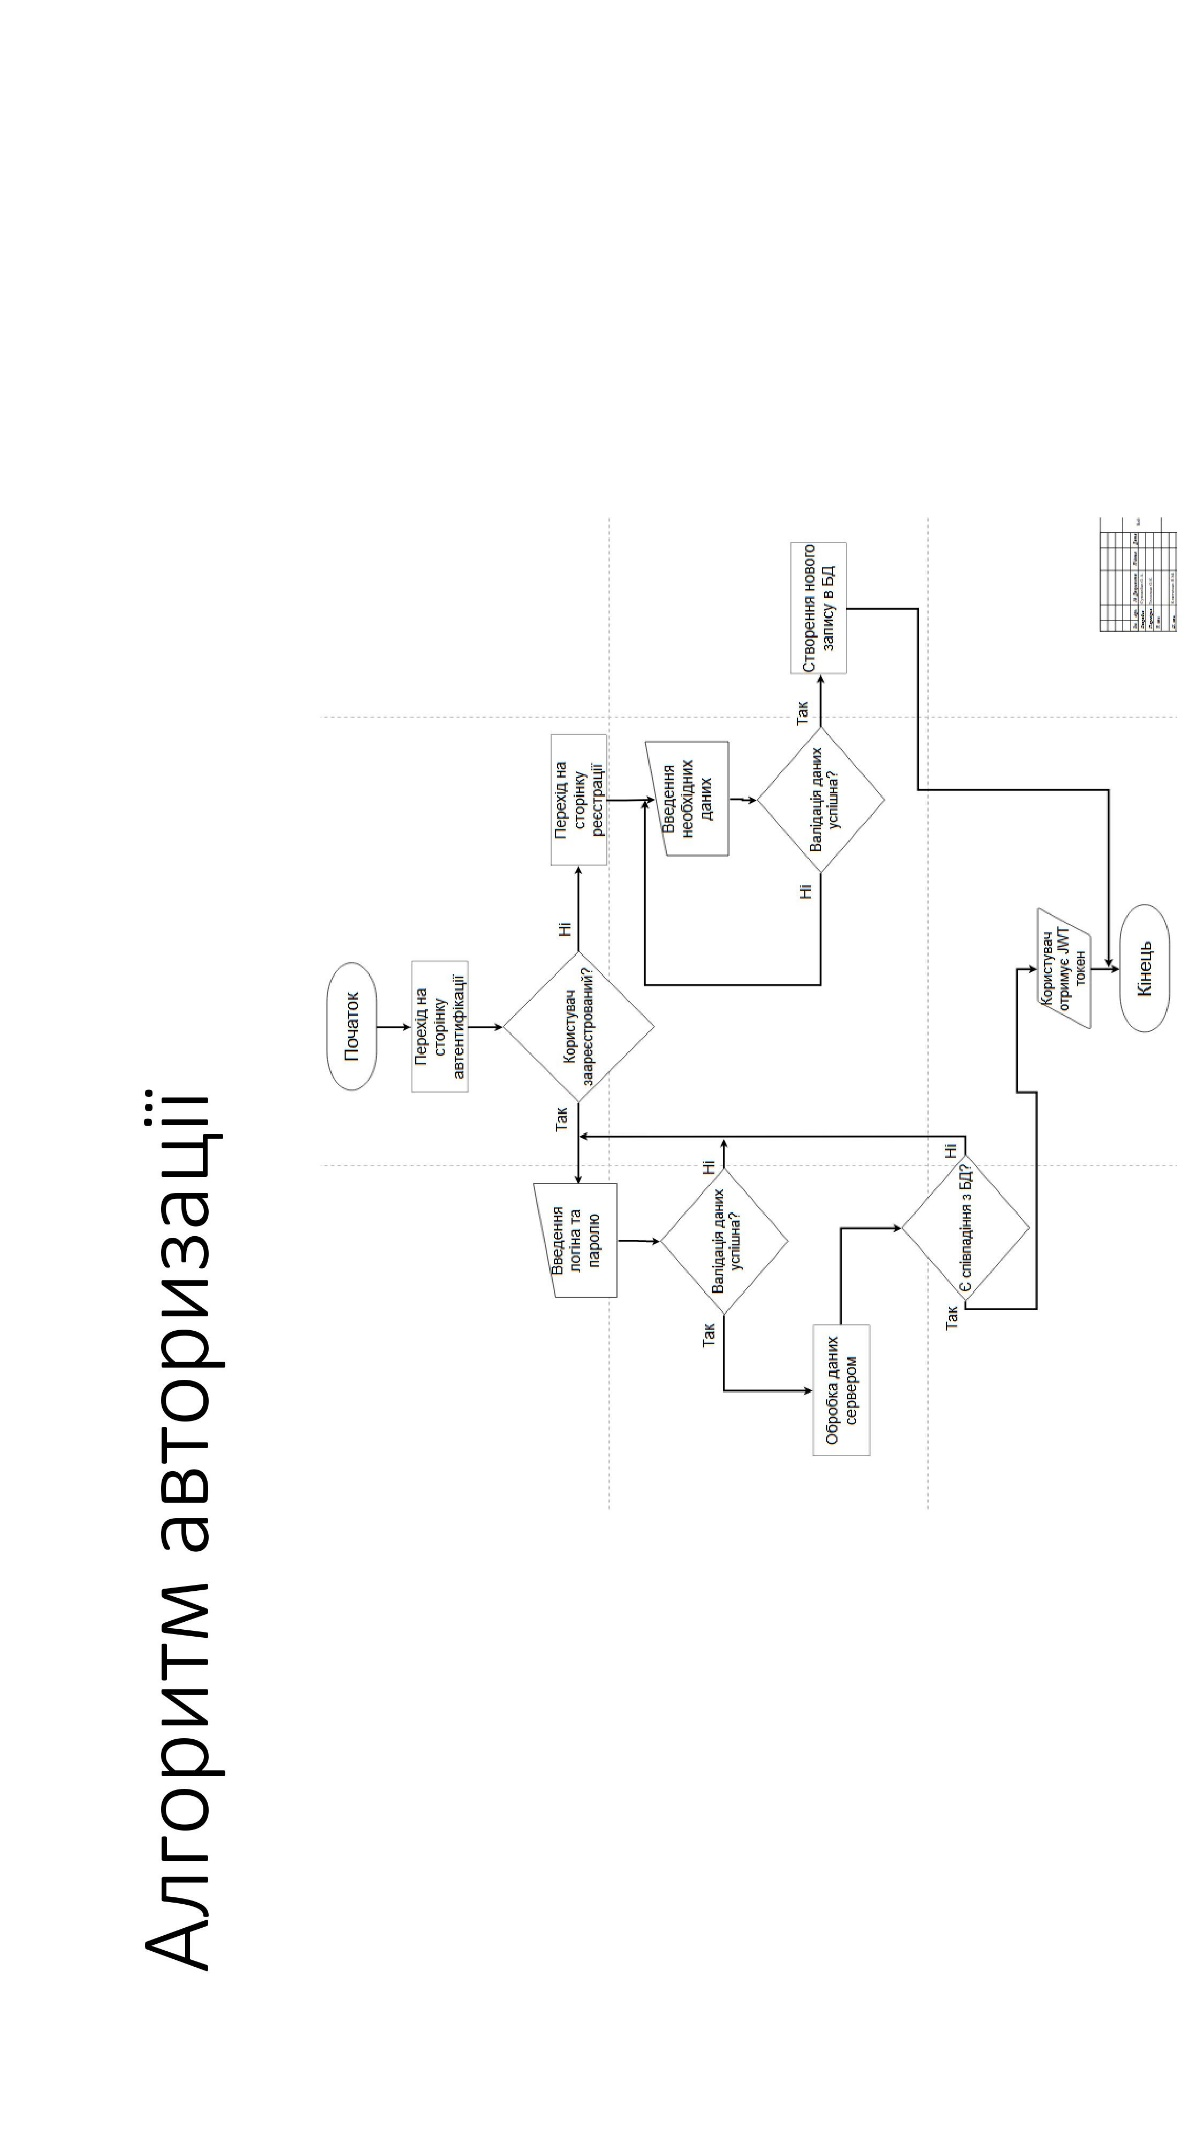 Алгоритм авторизації
Початок
Перехід на
сторінку
автентифікації
Користувач
заареєстрований?
Так
Ні
Введення
логіна та
паролю
Перехід на
сторінку
реєстрації
Валідація даних
успішна?
Так
Ні
Введення
необхідних
даних
Валідація даних
успішна?
Ні
Так
Обробка даних
сервером
Створення нового
запису в БД
Є співпадіння з БД?
Так
Ні
Користувач
отримує JWT
токен
Кінець